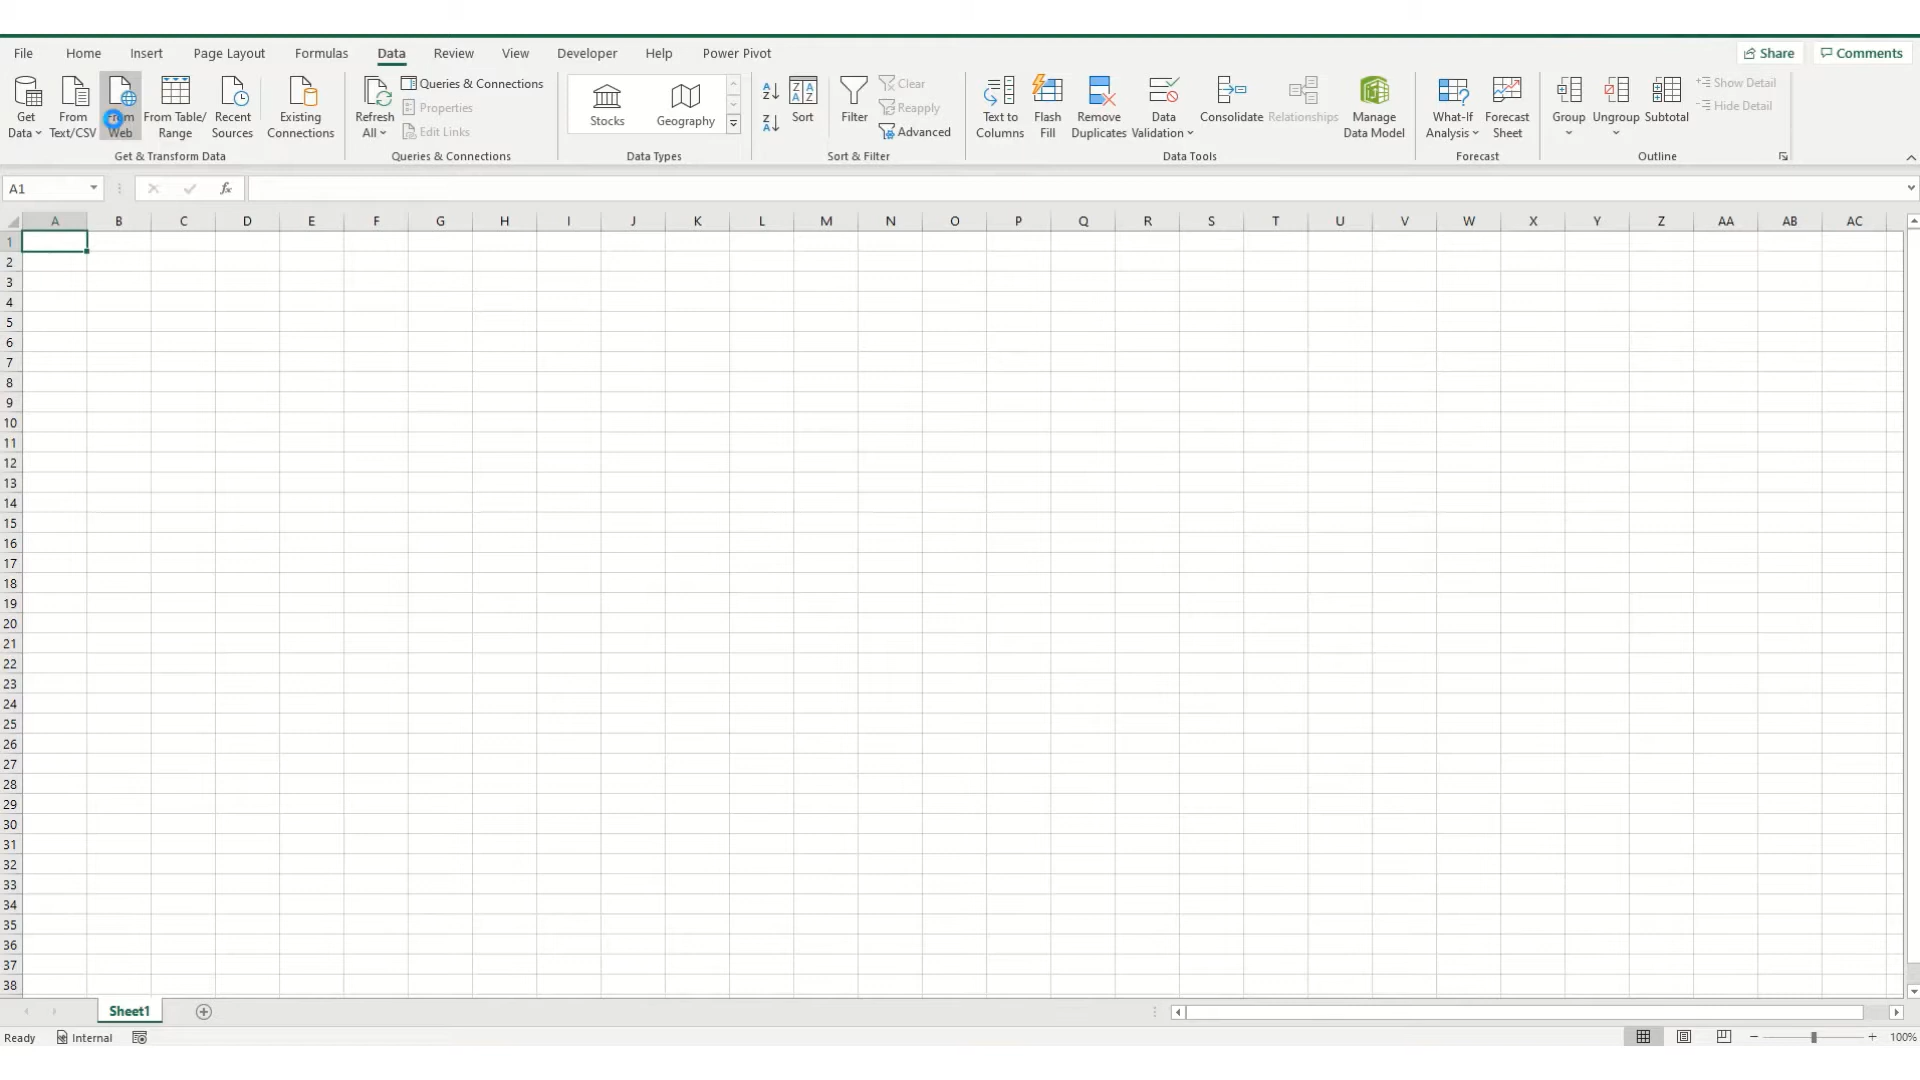 File Home Insert Page Layout Formulas Data Review View Developer Help Power Pivot Share Comments
Get Data From Text/CSV From Web From Table/ Range Recent Sources Existing Connections
Get & Transform Data
Refresh All Queries & Connections Properties Edit Links
Queries & Connections
Stocks Geography
Data Types
Sort Filter Clear Reapply Advanced
Sort & Filter
Text to Columns Flash Fill Remove Duplicates Data Validation Consolidate Relationships Manage Data Model
Data Tools
What-If Analysis Forecast Sheet
Forecast
Group Ungroup Subtotal Show Detail Hide Detail
Outline
A1 fx
A B C D E F G H I J K L M N O P Q R S T U V W X Y Z AA AB AC
1
2
3
4
5
6
7
8
9
10
11
12
13
14
15
16
17
18
19
20
21
22
23
24
25
26
27
28
29
30
31
32
33
34
35
36
37
38
Sheet1
Ready Internal 100%